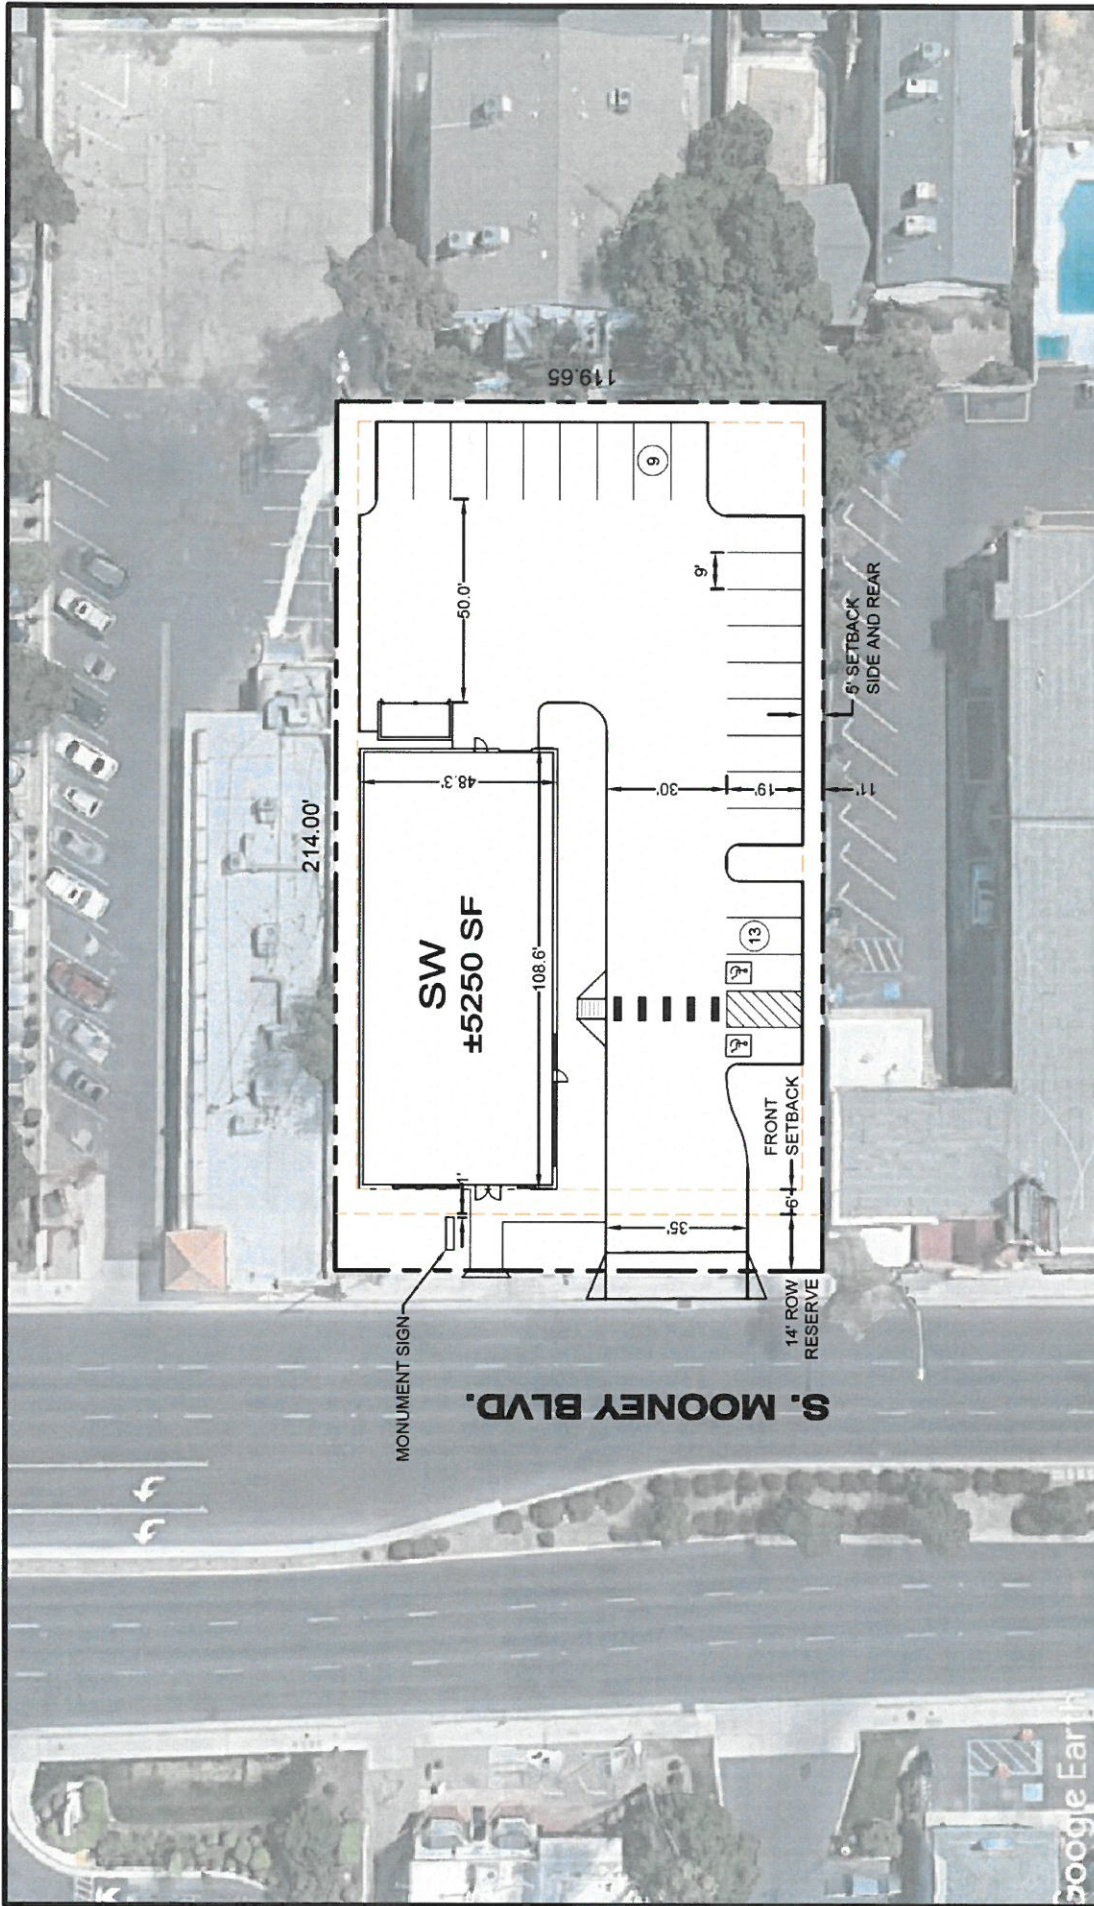 119.65
214.00'
50.0'
9
9'
5' SETBACK
SIDE AND REAR
48.3'
30'
19'
11'
SW
±5250 SF
108.6'
13
FRONT
SETBACK
1'
6'
35'
14' ROW
RESERVE
MONUMENT SIGN
S. MOONEY BLVD.
Google Earth